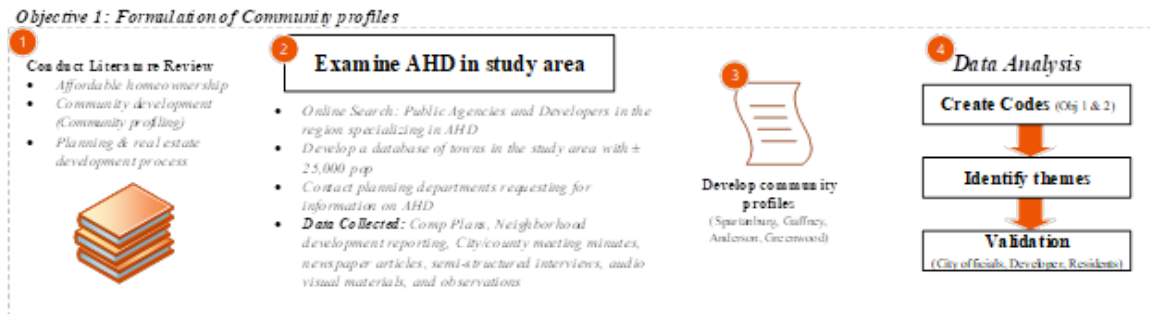 Objective 1: Formulation of Community profiles
1
Conduct Literature Review
• Affordable homeownership
• Community development
(Community profiling)
• Planning & real estate
development process
2
Examine AHD in study area
• Online Search: Public Agencies and Developers in the
region specializing in AHD
• Develop a database of towns in the study area with ±
25,000 pop
• Contact planning departments requesting for
information on AHD
• Data Collected: Comp Plans, Neighborhood
development reporting, City/county meeting minutes,
newspaper articles, semi-structured interviews, audio
visual materials, and observations
3
Develop community
profiles
(Spartanburg, Gaffney,
Anderson, Greenwood)
4
Data Analysis
Create Codes (Obj 1 & 2)
Identify themes
Validation
(City officials, Developer, Residents)